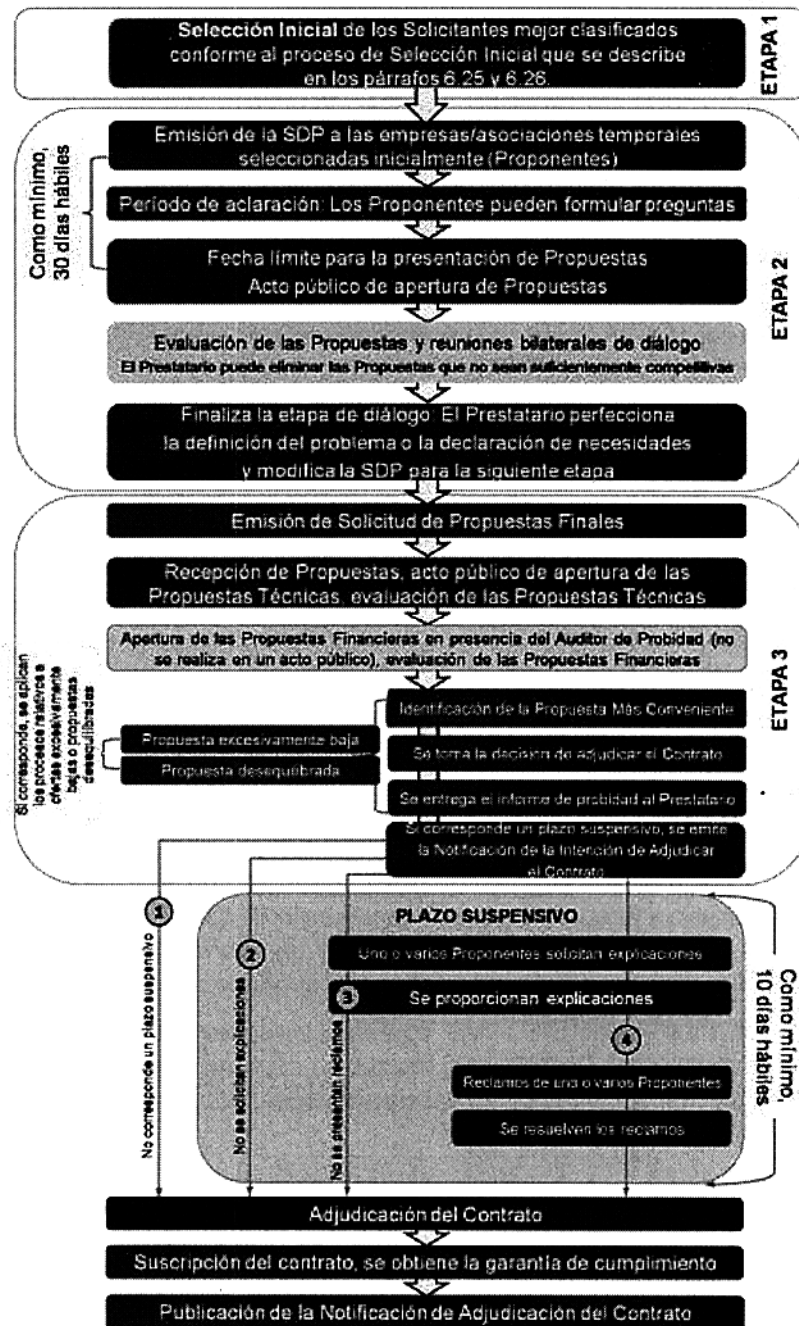 Selección Inicial de los Solicitantes mejor clasificados
conforme al proceso de Selección Inicial que se describe
en los párrafos 6.25 y 6.26.
ETAPA 1
Emisión de la SDP a las empresas/asociaciones temporales
seleccionadas inicialmente (Proponentes)
Como mínimo,
30 días hábiles
Período de aclaración: Los Proponentes pueden formular preguntas
Fecha límite para la presentación de Propuestas
Acto público de apertura de Propuestas
ETAPA 2
Evaluación de las Propuestas y reuniones bilaterales de diálogo
El Prestatario puede eliminar las Propuestas que no sean suficientemente competitivas
Finaliza la etapa de diálogo: El Prestatario perfecciona
la definición del problema o la declaración de necesidades
y modifica la SDP para la siguiente etapa
Emisión de Solicitud de Propuestas Finales
Recepción de Propuestas, acto público de apertura de las
Propuestas Técnicas, evaluación de las Propuestas Técnicas
Apertura de las Propuestas Financieras en presencia del Auditor de Probidad (no
se realiza en un acto público), evaluación de las Propuestas Financieras
ETAPA 3
Si corresponde, se aplican
los procesos relativos a
ofertas excesivamente
bajas o propuestas
desequilibradas
Propuesta excesivamente baja
Propuesta desequilibrada
Identificación de la Propuesta Más Conveniente
Se toma la decisión de adjudicar el Contrato
Se entrega el informe de probidad al Prestatario
Si corresponde un plazo suspensivo, se emite
la Notificación de la Intención de Adjudicar
el Contrato
1
No corresponde un plazo suspensivo
2
No se solicitan explicaciones
PLAZO SUSPENSIVO
Uno o varios Proponentes solicitan explicaciones
3
Se proporcionan explicaciones
No se presentan reclamos
4
Reclamos de uno o varios Proponentes
Se resuelven los reclamos
Como mínimo,
10 días hábiles
Adjudicación del Contrato
Suscripción del contrato, se obtiene la garantía de cumplimiento
Publicación de la Notificación de Adjudicación del Contrato